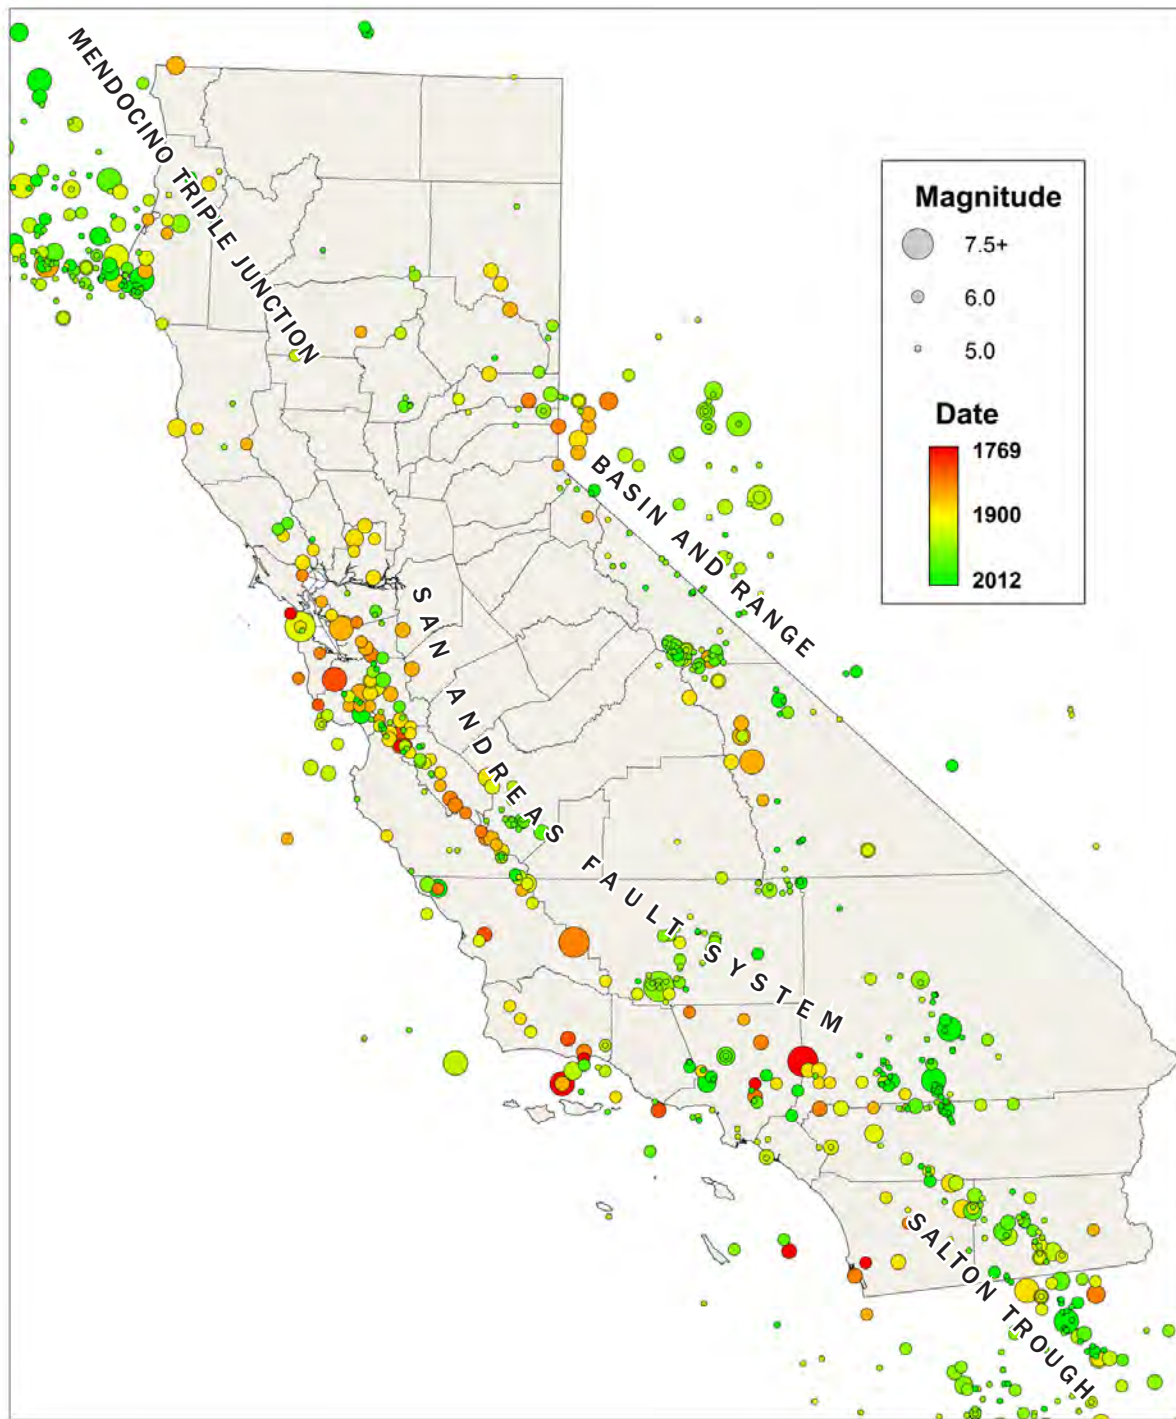 MENDOCINO TRIPLE JUNCTION
Magnitude
7.5+
6.0
5.0
Date
1769
1900
2012
BASIN AND RANGE
SAN ANDREAS FAULT SYSTEM
SALTON TROUGH